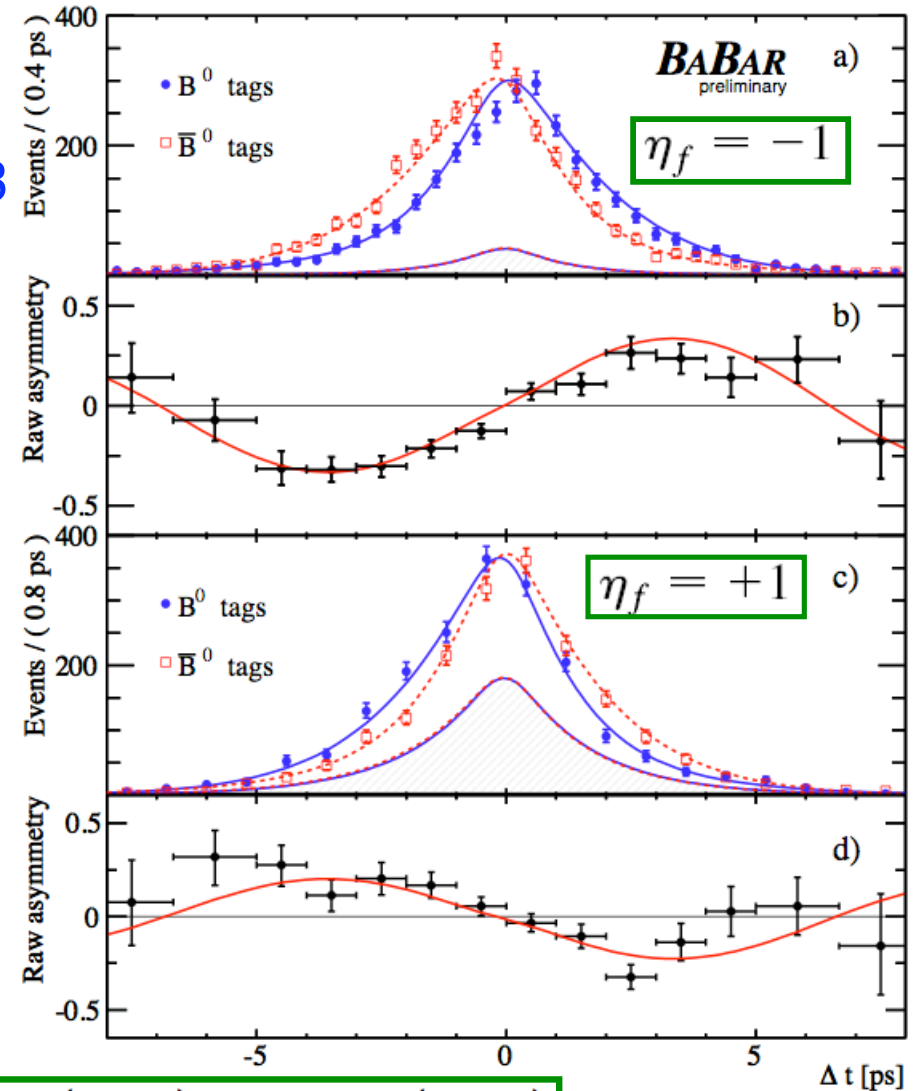 400
BABAR
preliminary
a)
B⁰ tags
B̅⁰ tags
η_f = −1
200
Events / ( 0.4 ps )
b)
0.5
0
-0.5
Raw asymmetry
400
η_f = +1
c)
B⁰ tags
B̅⁰ tags
200
Events / ( 0.8 ps )
d)
0.5
0
-0.5
Raw asymmetry
-5 0 5
Δ t [ps]